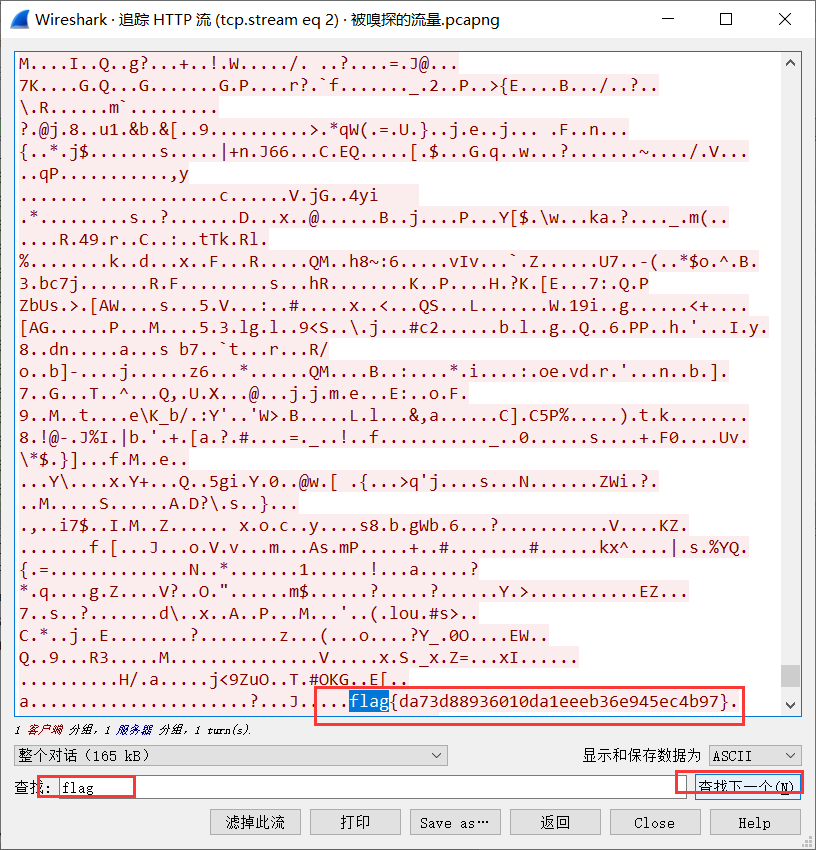 Wireshark · 追踪 HTTP 流 (tcp.stream eq 2) · 被嗅探的流量.pcapng
M....I..Q..g?...+..!.W...../. ..?....=.J@...
7K....G.Q...G.......G.P....r?.`f......._.2..P..>{E....B.../..?..
\.R......m`.........
?.@j.8..u1.&b.&[..9..........>.*qW(.=.U.}..j.e..j... .F..n...
{..*.j$.......s.....|+n.J66...C.EQ.....[.$...G.q..w...?.......~..../.V...
..qP...........,y
....... ............c......V.jG..4yi
.*.........s..?.......D...x..@......B..j....P...Y[$.\w...ka.?...._.m(..
....R.49.r..C..:..tTk.Rl.
%........k..d...x..F...R.....QM..h8~:6.....vIv...`.Z......U7..-(..*$o.^.B.
3.bc7j.......R.F.........s...hR........K..P....H.?K.[E...7:.Q.P
ZbUs.>.[AW....s...5.V...:..#.....x..<...QS...L.......W.19i..g......<+....
[AG......P...M....5.3.lg.l..9<S..\.j...#c2......b.l..g..Q..6.PP..h.'...I.y.
8..dn.....a...s b7..`t...r...R/
o..b]-....j......z6...*......QM....B..:....*.i....:.oe.vd.r.'...n..b.].
7..G...T..^...Q,.U.X...@...j.j.m.e...E:..o.F.
9..M..t....e\K_b/.:Y'..'W>.B.....L.l...&,a......C].C5P%.....).t.k........
8.!@-.J%I.|b.'.+.[a.?.#....=._..!..f..........._..0......s....+.F0....Uv.
\*$.}]...f.M..e..
...Y\....x.Y+...Q..5gi.Y.0..@w.[ .{...>q'j....s...N.......ZWi.?.
..M.....S......A.D?\.s..}...
.,..i7$..I.M..Z...... x.o.c..y....s8.b.gWb.6...?...........V....KZ.
.......f.[...J...o.V.v...m...As.mP.....+..#........#......kx^....|.s.%YQ.
{.=.............N..*.......1......!...a.....?
*.q....g.Z....V?..O."......m$......?.....?......Y.>...........EZ...
7..s..?.......d\..x..A..P...M...'..(.lou.#s>..
C.*..j..E........?........z...(...o....?Y_.0O....EW..
Q..9...R3.....M..............V.....x.S._x.Z=...xI......
..........H/.a.....j<9ZuO..T.#OKG..E[..
a......................?...J.....flag{da73d88936010da1eeeb36e945ec4b97}.
1 客户端 分组，1 服务器 分组，1 turn(s).
整个对话 (165 kB) 显示和保存数据为 ASCII
查找: flag 查找下一个(N)
滤掉此流 打印 Save as… 返回 Close Help